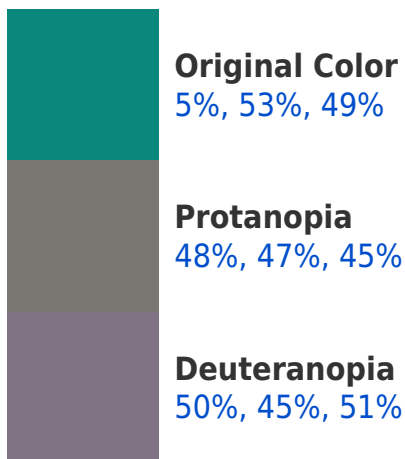 Original Color
5%, 53%, 49%
Protanopia
48%, 47%, 45%
Deuteranopia
50%, 45%, 51%